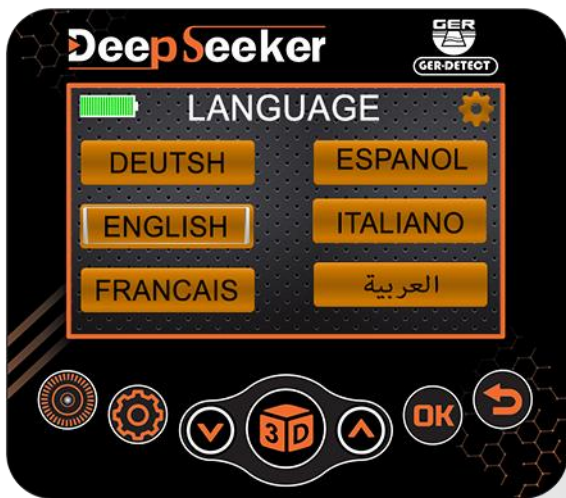 DeepSeeker
GER
GER-DETECT
LANGUAGE
DEUTSH
ESPANOL
ENGLISH
ITALIANO
FRANCAIS
العربية
3D
OK